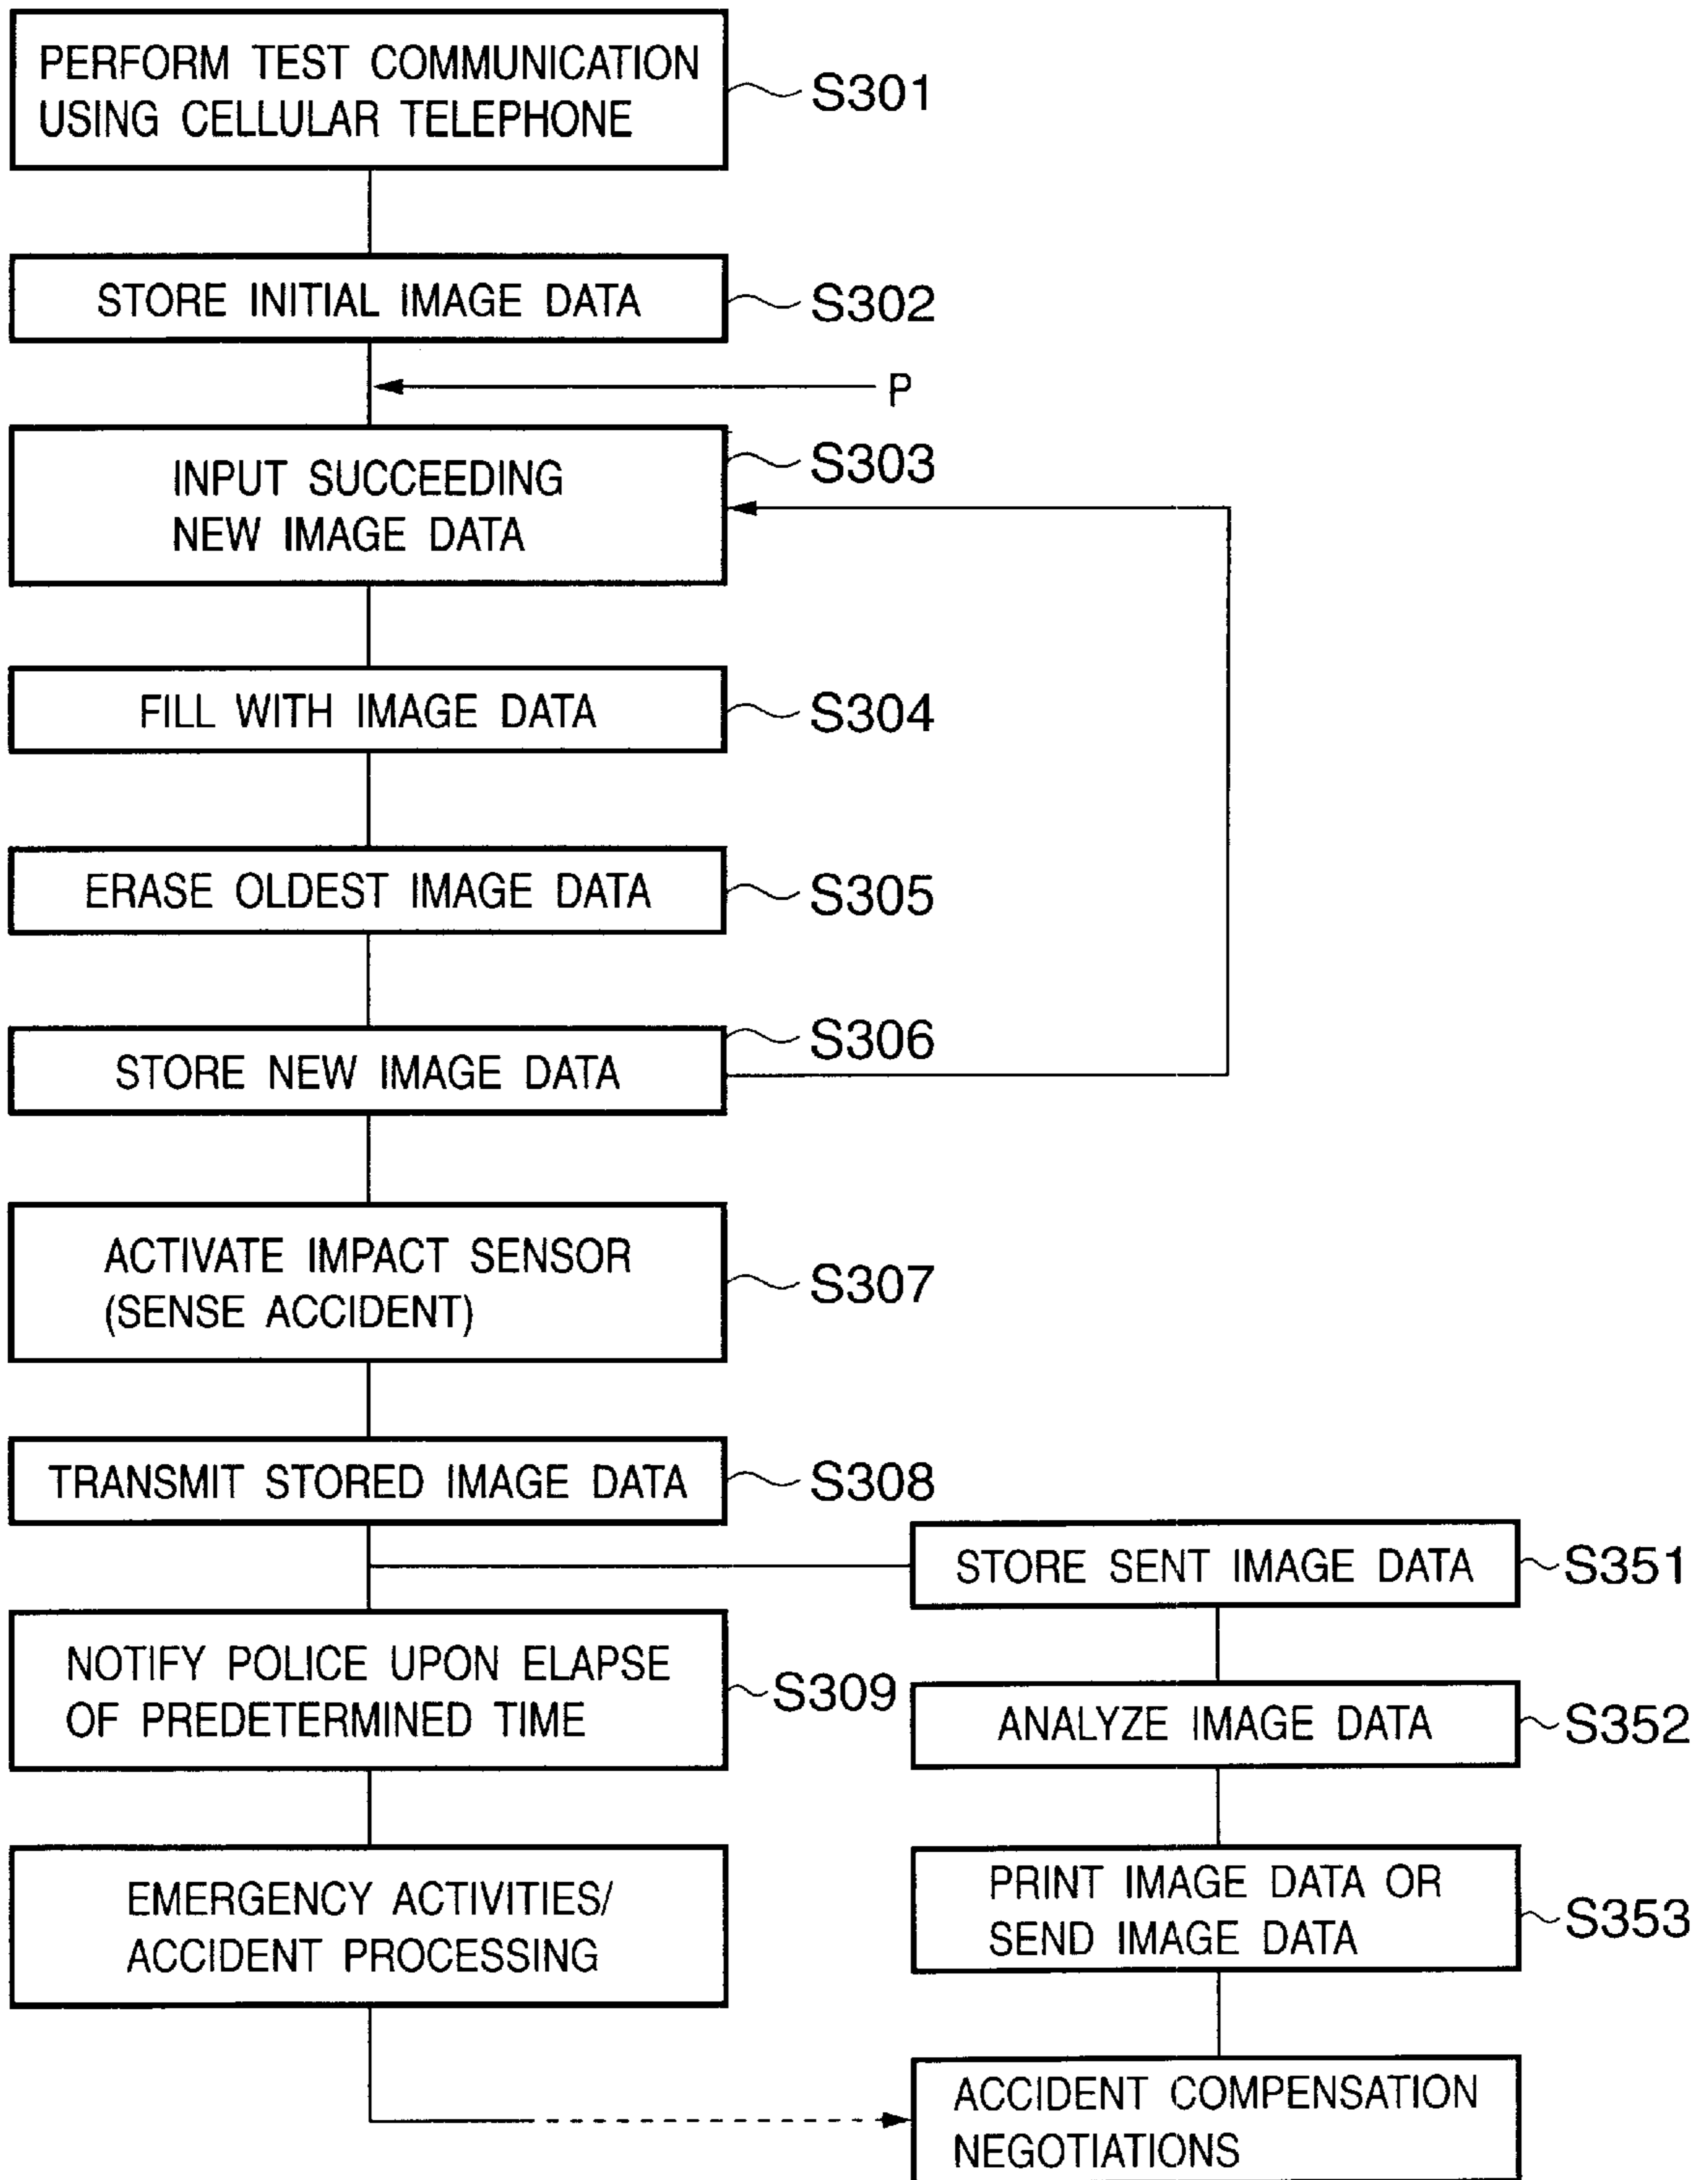 PERFORM TEST COMMUNICATION
USING CELLULAR TELEPHONE
S301
STORE INITIAL IMAGE DATA
S302
P
INPUT SUCCEEDING
NEW IMAGE DATA
S303
FILL WITH IMAGE DATA
S304
ERASE OLDEST IMAGE DATA
S305
STORE NEW IMAGE DATA
S306
ACTIVATE IMPACT SENSOR
(SENSE ACCIDENT)
S307
TRANSMIT STORED IMAGE DATA
S308
STORE SENT IMAGE DATA
S351
NOTIFY POLICE UPON ELAPSE
OF PREDETERMINED TIME
S309
ANALYZE IMAGE DATA
S352
EMERGENCY ACTIVITIES/
ACCIDENT PROCESSING
PRINT IMAGE DATA OR
SEND IMAGE DATA
S353
ACCIDENT COMPENSATION
NEGOTIATIONS